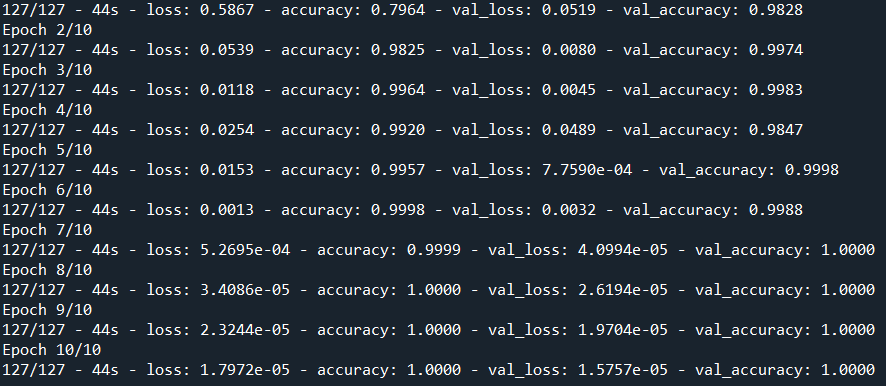 127/127 - 44s - loss: 0.5867 - accuracy: 0.7964 - val_loss: 0.0519 - val_accuracy: 0.9828
Epoch 2/10
127/127 - 44s - loss: 0.0539 - accuracy: 0.9825 - val_loss: 0.0080 - val_accuracy: 0.9974
Epoch 3/10
127/127 - 44s - loss: 0.0118 - accuracy: 0.9964 - val_loss: 0.0045 - val_accuracy: 0.9983
Epoch 4/10
127/127 - 44s - loss: 0.0254 - accuracy: 0.9920 - val_loss: 0.0489 - val_accuracy: 0.9847
Epoch 5/10
127/127 - 44s - loss: 0.0153 - accuracy: 0.9957 - val_loss: 7.7590e-04 - val_accuracy: 0.9998
Epoch 6/10
127/127 - 44s - loss: 0.0013 - accuracy: 0.9998 - val_loss: 0.0032 - val_accuracy: 0.9988
Epoch 7/10
127/127 - 44s - loss: 5.2695e-04 - accuracy: 0.9999 - val_loss: 4.0994e-05 - val_accuracy: 1.0000
Epoch 8/10
127/127 - 44s - loss: 3.4086e-05 - accuracy: 1.0000 - val_loss: 2.6194e-05 - val_accuracy: 1.0000
Epoch 9/10
127/127 - 44s - loss: 2.3244e-05 - accuracy: 1.0000 - val_loss: 1.9704e-05 - val_accuracy: 1.0000
Epoch 10/10
127/127 - 44s - loss: 1.7972e-05 - accuracy: 1.0000 - val_loss: 1.5757e-05 - val_accuracy: 1.0000